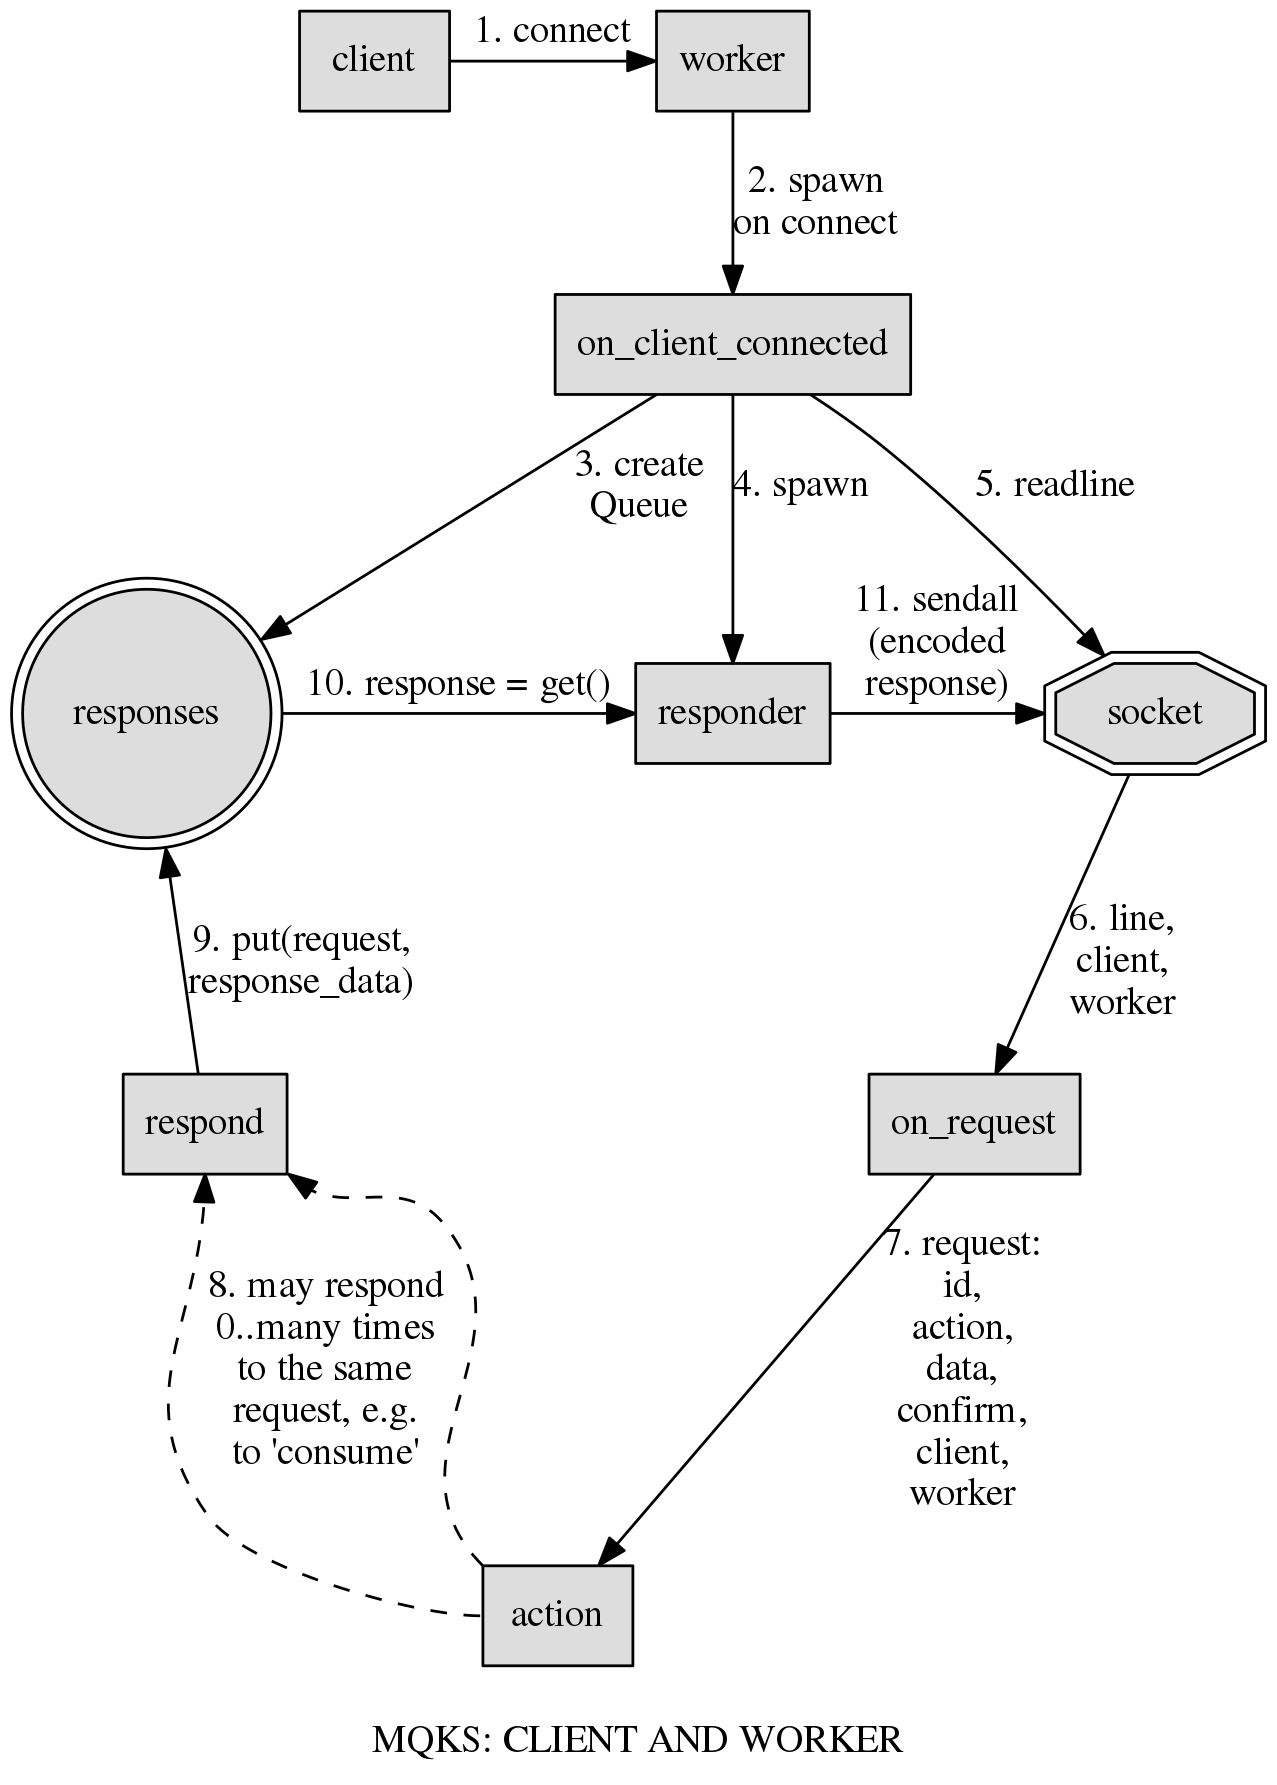 client
1. connect
worker
2. spawn
on connect
on_client_connected
3. create
Queue
4. spawn
5. readline
responses
10. response = get()
responder
11. sendall
(encoded
response)
socket
9. put(request,
response_data)
6. line,
client,
worker
respond
on_request
8. may respond
0..many times
to the same
request, e.g.
to 'consume'
7. request:
id,
action,
data,
confirm,
client,
worker
action
MQKS: CLIENT AND WORKER